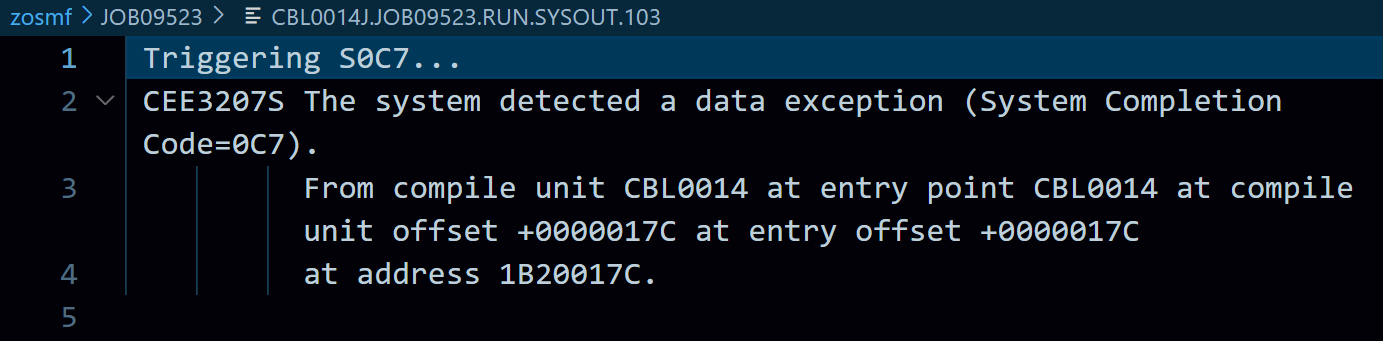 zosmf > JOB09523 > CBL0014J.JOB09523.RUN.SYSOUT.103
1 Triggering S0C7...
2 CEE3207S The system detected a data exception (System Completion
Code=0C7).
3 From compile unit CBL0014 at entry point CBL0014 at compile
unit offset +0000017C at entry offset +0000017C
4 at address 1B20017C.
5